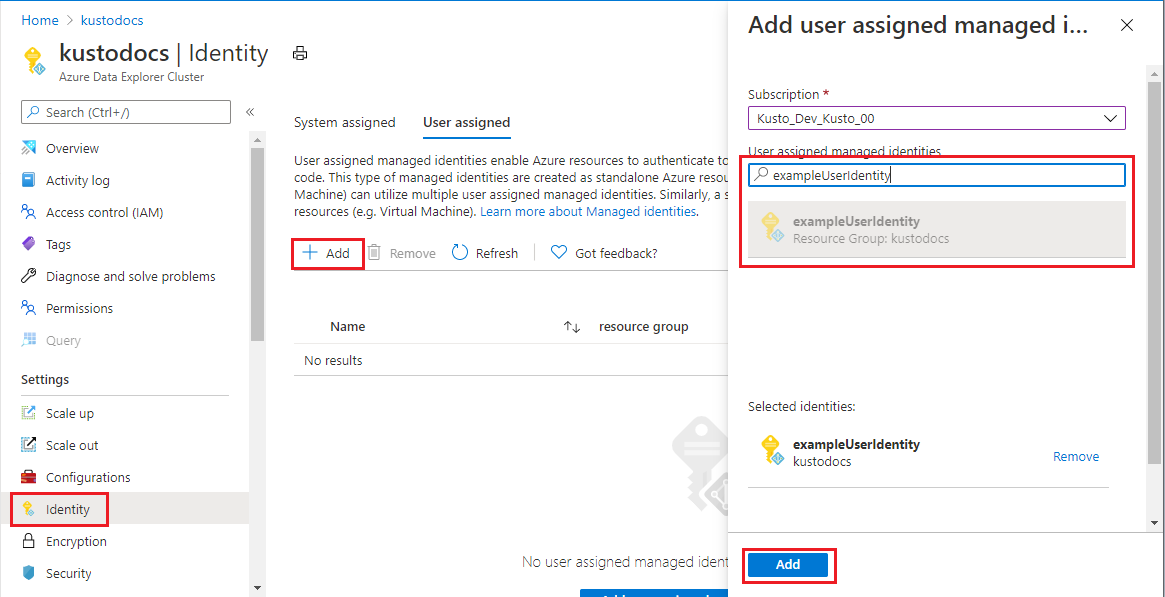 Home > kustodocs
kustodocs | Identity
Azure Data Explorer Cluster
Search (Ctrl+/)
«
Overview
Activity log
Access control (IAM)
Tags
Diagnose and solve problems
Permissions
Query
Settings
Scale up
Scale out
Configurations
Identity
Encryption
Security
System assigned
User assigned
User assigned managed identities enable Azure resources to authenticate to
code. This type of managed identities are created as standalone Azure resou
Machine) can utilize multiple user assigned managed identities. Similarly, a s
resources (e.g. Virtual Machine). Learn more about Managed identities.
Add
Remove
Refresh
Got feedback?
Name
resource group
No results
No user assigned managed ident
Add user assigned managed i...
Subscription *
Kusto_Dev_Kusto_00
User assigned managed identities
exampleUserIdentity
exampleUserIdentity
Resource Group: kustodocs
Selected identities:
exampleUserIdentity
kustodocs
Remove
Add